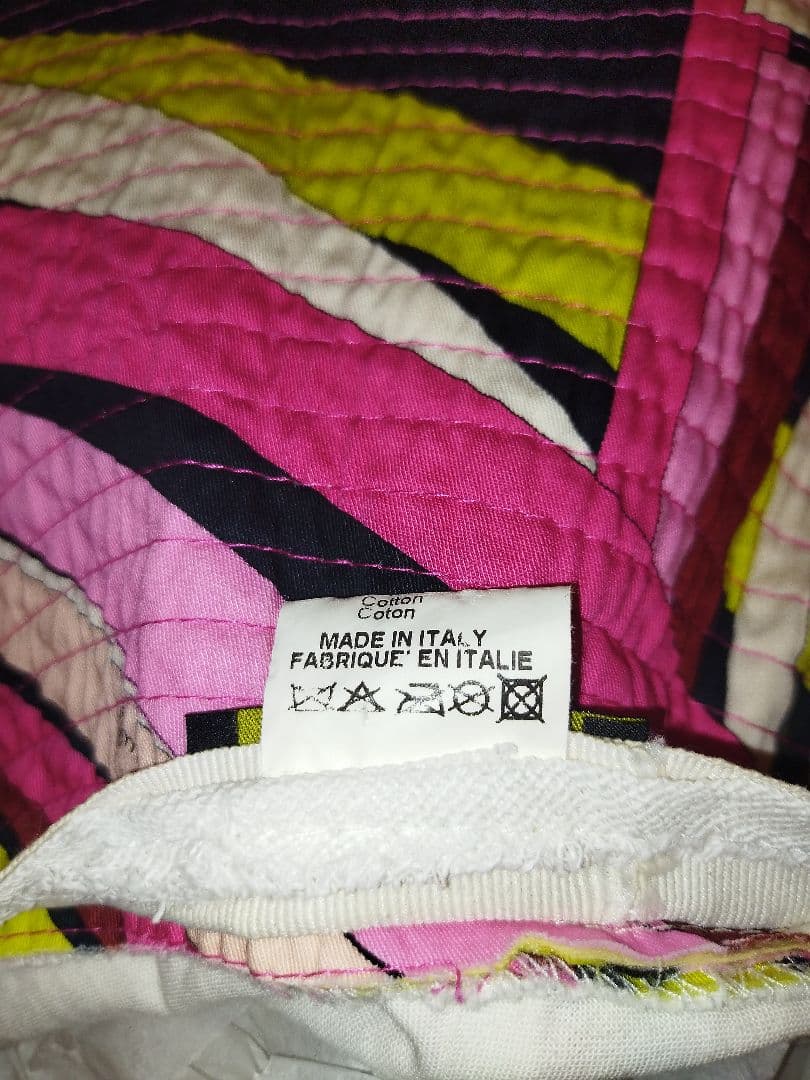 Cotton
Coton
MADE IN ITALY
FABRIQUE' EN ITALIE